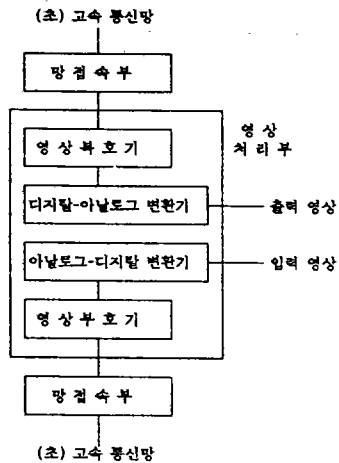 (초) 고속 통신망
망 접 속 부
영 상
처 리 부
영 상 복 호 기
디지탈-아날로그 변환기
출력 영상
아날로그-디지탈 변환기
입력 영상
영 상 부 호 기
망 접 속 부
(초) 고속 통신망